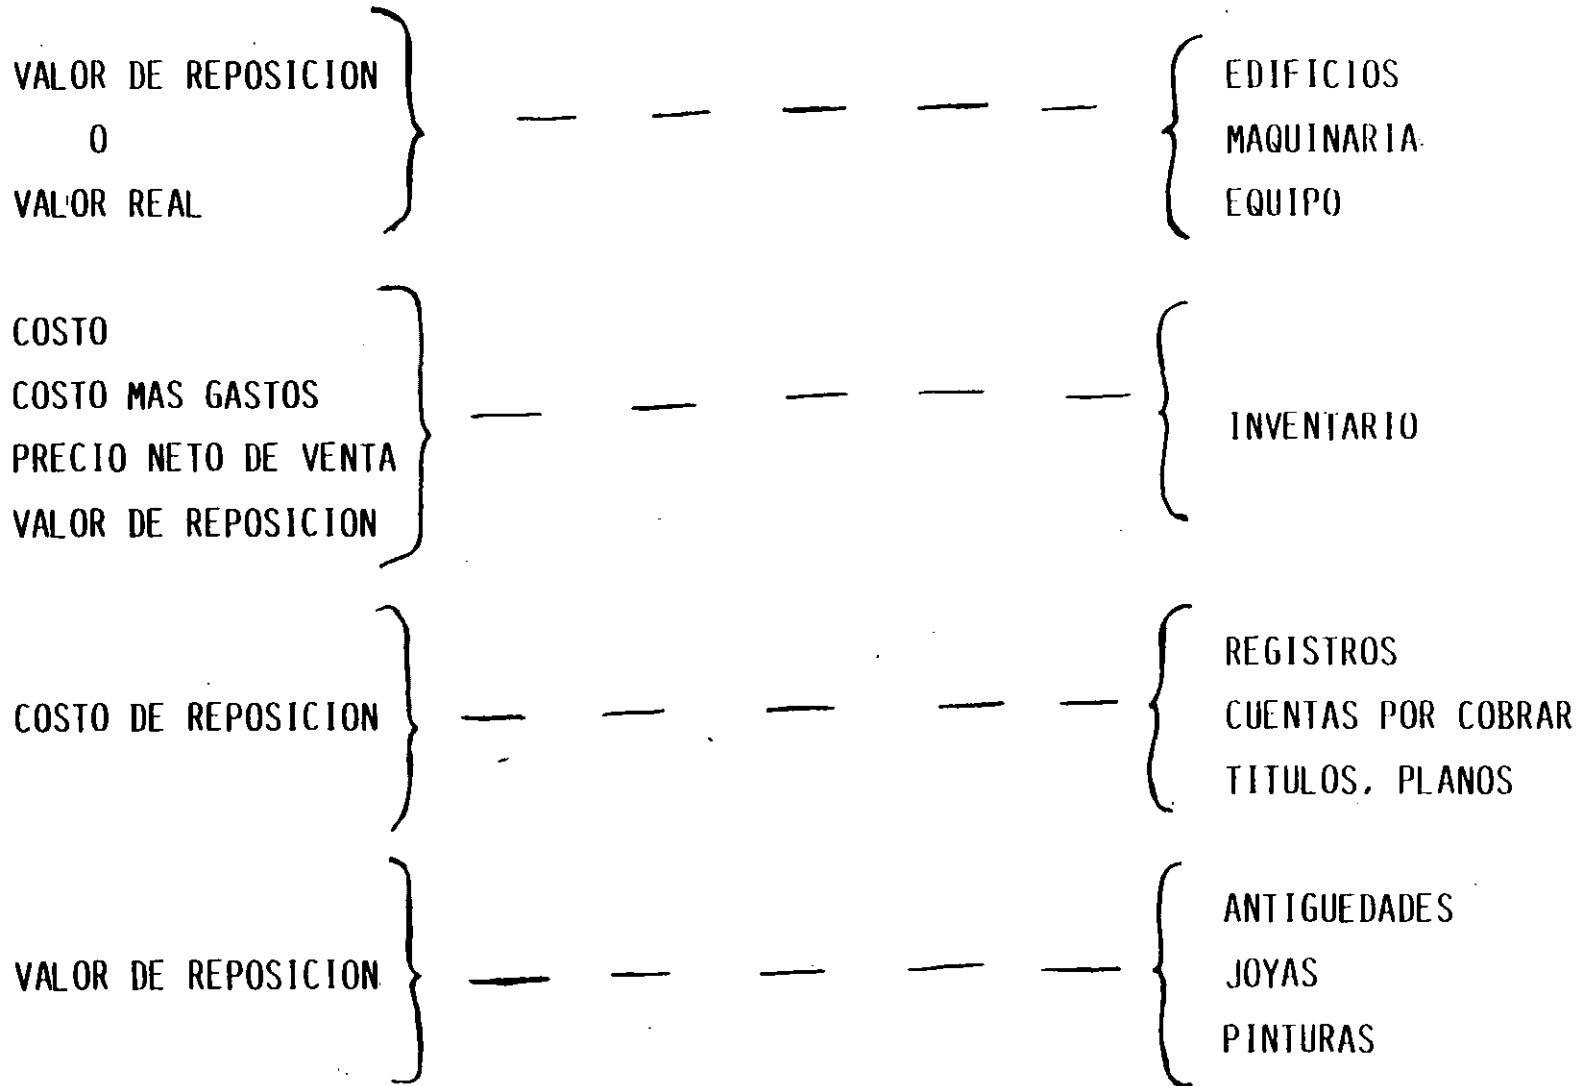 VALOR DE REPOSICION
O
VALOR REAL
EDIFICIOS
MAQUINARIA
EQUIPO
COSTO
COSTO MAS GASTOS
PRECIO NETO DE VENTA
VALOR DE REPOSICION
INVENTARIO
COSTO DE REPOSICION
REGISTROS
CUENTAS POR COBRAR
TITULOS, PLANOS
VALOR DE REPOSICION
ANTIGUEDADES
JOYAS
PINTURAS